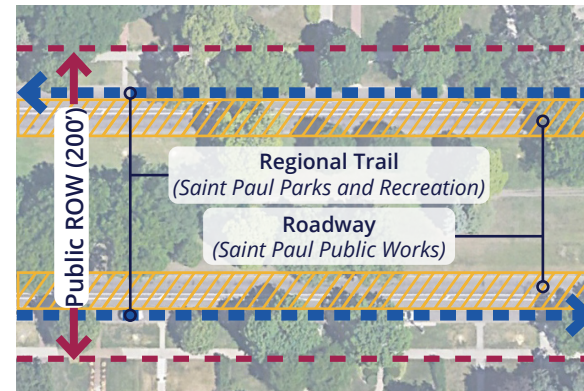 Public ROW (200')
Regional Trail
(Saint Paul Parks and Recreation)
Roadway
(Saint Paul Public Works)